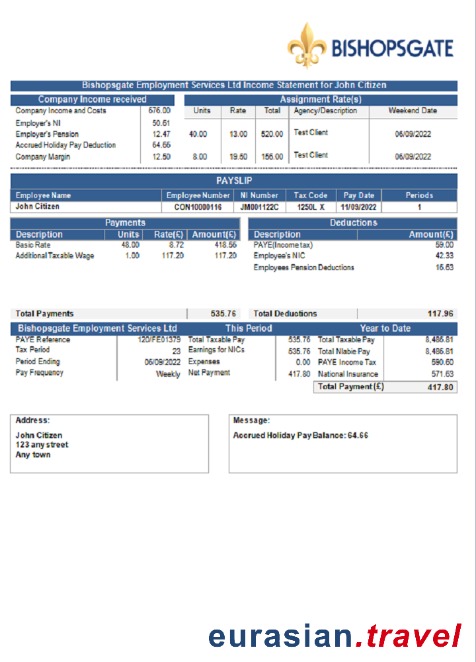 BISHOPSGATE
Bishopsgate Employment Services Ltd Income Statement for John Citizen
Company Income received Assignment Rate(s)
Company Income and Costs 676.00 Units Rate Total Agency/Description Weekend Date
Employer's NI 50.61
Employer's Pension 12.47 40.00 13.00 520.00 Test Client 06/09/2022
Accrued Holiday Pay Deduction 64.66
Company Margin 12.50 8.00 19.50 156.00 Test Client 06/09/2022
PAYSLIP
Employee Name Employee Number NI Number Tax Code Pay Date Periods
John Citizen CON10000116 JM001122C 1250L X 11/09/2022 1
Payments Deductions
Description Units Rate(£) Amount(£) Description Amount(£)
Basic Rate 48.00 8.72 418.56 PAYE(Income tax) 59.00
Additional Taxable Wage 1.00 117.20 117.20 Employee's NIC 42.33
Employees Pension Deductions 16.63
Total Payments 535.76 Total Deductions 117.96
Bishopsgate Employment Services Ltd This Period Year to Date
PAYE Reference 120/FE01379 Total Taxable Pay 535.76 Total Taxable Pay 8,486.81
Tax Period 23 Earnings for NICs 535.76 Total Niable Pay 8,486.81
Period Ending 06/09/2022 Expenses 0.00 PAYE Income Tax 590.60
Pay Frequency Weekly Net Payment 417.80 National Insurance 571.63
Total Payment (£) 417.80
Address: Message:
John Citizen Accrued Holiday Pay Balance: 64.66
123 any street
Any town
eurasian.travel